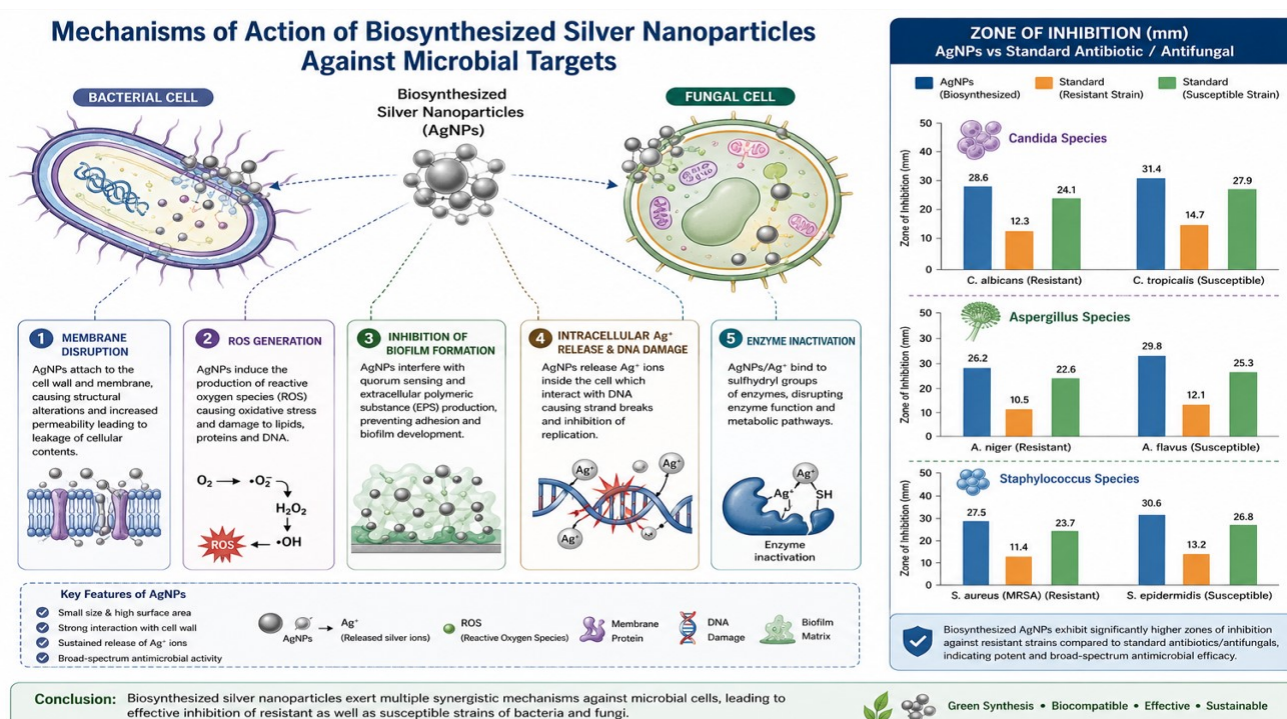 Mechanisms of Action of Biosynthesized Silver Nanoparticles
Against Microbial Targets
BACTERIAL CELL
Biosynthesized
Silver Nanoparticles
(AgNPs)
FUNGAL CELL
1 MEMBRANE
DISRUPTION
AgNPs attach to the
cell wall and membrane,
causing structural
alterations and increased
permeability leading to
leakage of cellular
contents.
2 ROS GENERATION
AgNPs induce the
production of reactive
oxygen species (ROS)
causing oxidative stress
and damage to lipids,
proteins and DNA.
O₂ → •O₂⁻
H₂O₂
•OH
ROS
3 INHIBITION OF
BIOFILM FORMATION
AgNPs interfere with
quorum sensing and
extracellular polymeric
substance (EPS) production,
preventing adhesion and
biofilm development.
4 INTRACELLULAR Ag⁺
RELEASE & DNA DAMAGE
AgNPs release Ag⁺ ions
inside the cell which
interact with DNA
causing strand breaks
and inhibition of
replication.
Ag⁺
Ag⁺
Ag⁺
5 ENZYME INACTIVATION
AgNPs/Ag⁺ bind to
sulfhydryl groups
of enzymes, disrupting
enzyme function and
metabolic pathways.
Ag⁺
Ag⁺ SH
Enzyme
inactivation
Key Features of AgNPs
Small size & high surface area
Strong interaction with cell wall
Sustained release of Ag⁺ ions
Broad-spectrum antimicrobial activity
AgNPs
→
Ag⁺
(Released silver ions)
ROS
(Reactive Oxygen Species)
Membrane
Protein
DNA
Damage
Biofilm
Matrix
ZONE OF INHIBITION (mm)
AgNPs vs Standard Antibiotic / Antifungal
AgNPs
(Biosynthesized)
Standard
(Resistant Strain)
Standard
(Susceptible Strain)
Candida Species
Zone of Inhibition (mm)
50
40
30
20
10
0
28.6 12.3 24.1 31.4 14.7 27.9
C. albicans (Resistant) C. tropicalis (Susceptible)
Aspergillus Species
Zone of Inhibition (mm)
50
30
30
20
10
0
26.2 10.5 22.6 29.8 12.1 25.3
A. niger (Resistant) A. flavus (Susceptible)
Staphylococcus Species
Zone of Inhibition (mm)
50
40
30
20
10
0
27.5 11.4 23.7 30.6 13.2 26.8
S. aureus (MRSA) (Resistant) S. epidermidis (Susceptible)
Biosynthesized AgNPs exhibit significantly higher zones of inhibition
against resistant strains compared to standard antibiotics/antifungals,
indicating potent and broad-spectrum antimicrobial efficacy.
Conclusion: Biosynthesized silver nanoparticles exert multiple synergistic mechanisms against microbial cells, leading to
effective inhibition of resistant as well as susceptible strains of bacteria and fungi.
Green Synthesis • Biocompatible • Effective • Sustainable